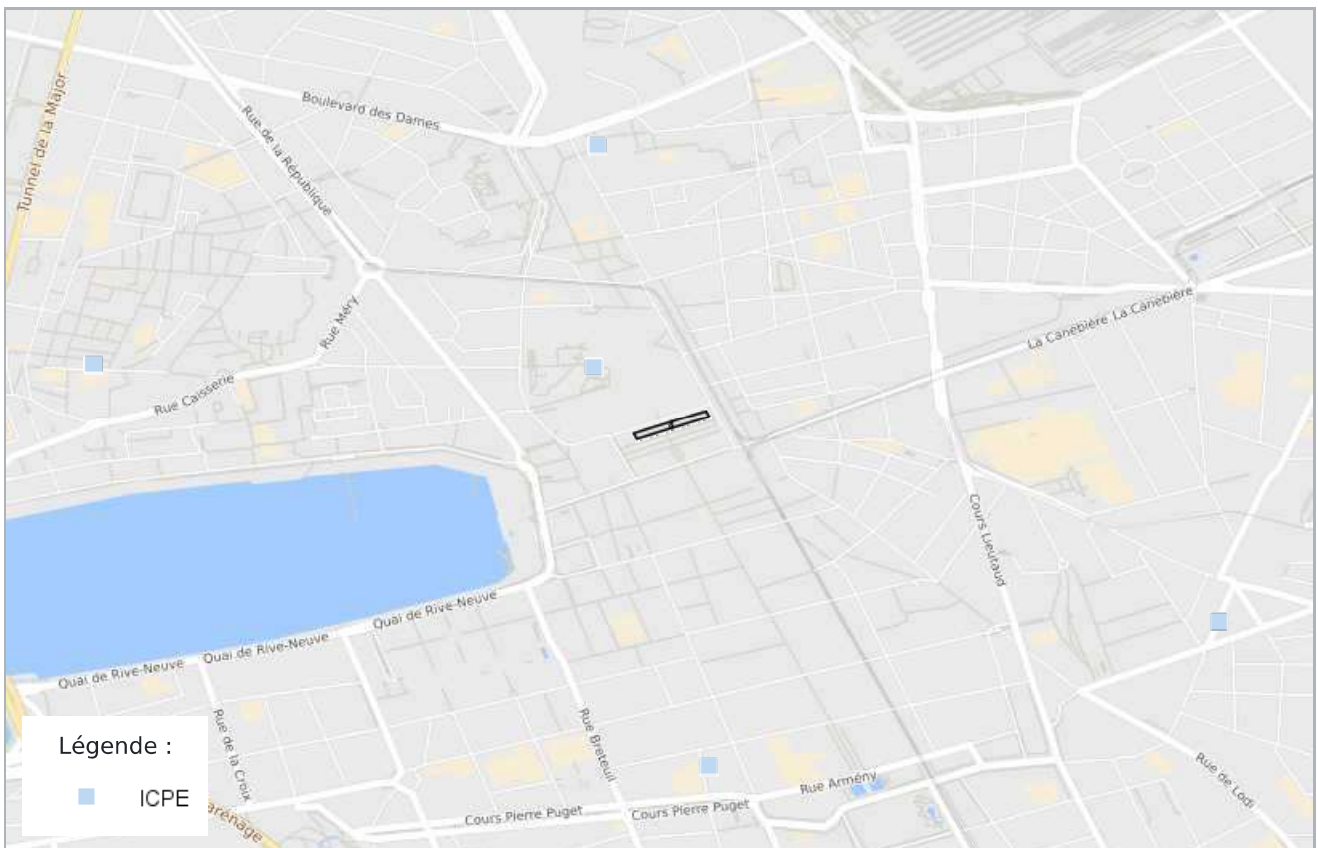 Tunnel de la Major
Boulevard des Dames
Rue de la République
Rue Méry
La Canebière La Canebière
Rue Caisserie
Cours Lieutaud
Quai de Rive-Neuve
Quai de Rive-Neuve
Quai de Rive-Neuve
Rue de la Croix
Rue Breteuil
Rue de Lodi
Rue Armény
Cours Pierre Puget
Cours Pierre Puget
arénage
Légende :
ICPE